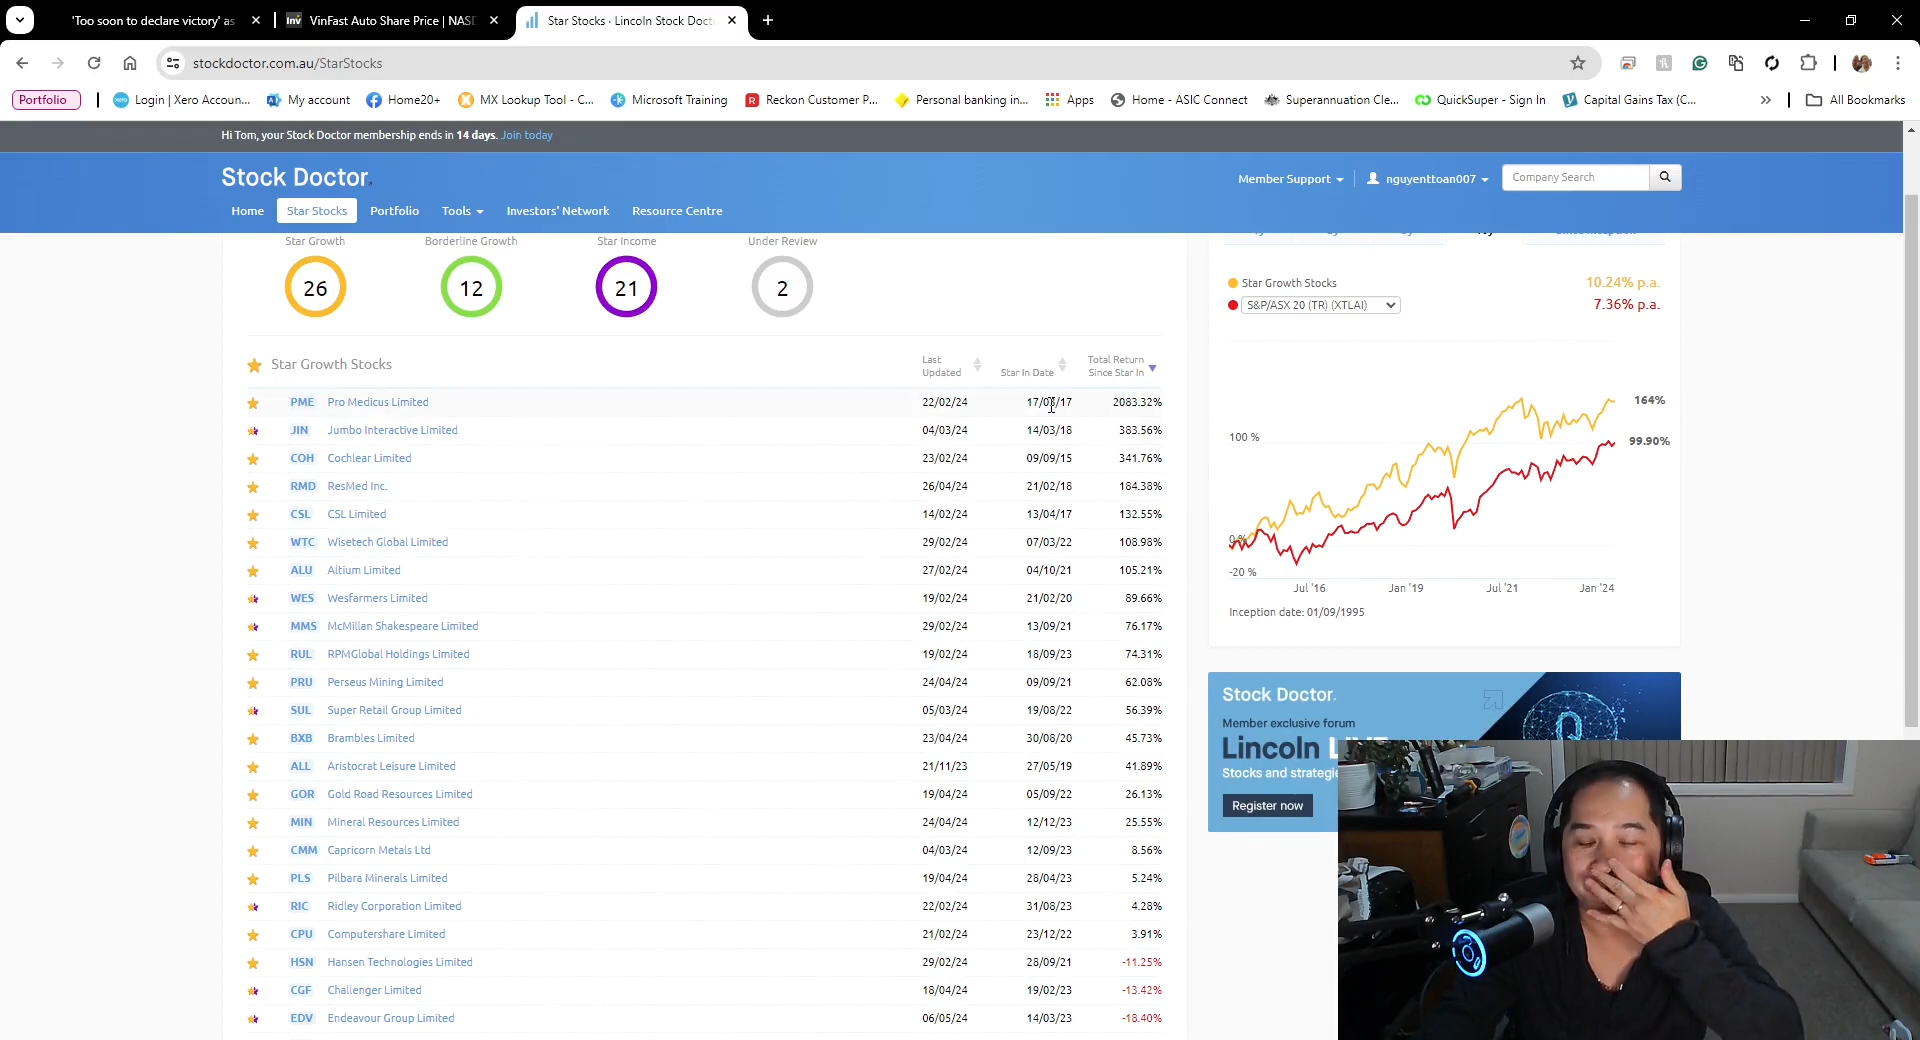 'Too soon to declare victory' as
VinFast Auto Share Price | NASD
Star Stocks · Lincoln Stock Docto
stockdoctor.com.au/StarStocks
Portfolio
Login | Xero Accoun...
My account
Home20+
MX Lookup Tool - C...
Microsoft Training
Reckon Customer P...
Personal banking in...
Apps
Home - ASIC Connect
Superannuation Cle...
QuickSuper - Sign In
Capital Gains Tax (C...
All Bookmarks
Hi Tom, your Stock Doctor membership ends in 14 days. Join today
Stock Doctor
Member Support
nguyenttoan007
Company Search
Home Star Stocks Portfolio Tools Investors' Network Resource Centre
Star Growth Borderline Growth Star Income Under Review
26 12 21 2
Star Growth Stocks Last Updated Star In Date Total Return Since Star In
PME Pro Medicus Limited 22/02/24 2083.32%
JIN Jumbo Interactive Limited 04/03/24 14/03/18 383.56%
COH Cochlear Limited 23/02/24 09/09/15 341.76%
RMD ResMed Inc. 26/04/24 21/02/18 184.38%
CSL CSL Limited 14/02/24 13/04/17 132.55%
WTC Wisetech Global Limited 29/02/24 07/03/22 108.98%
ALU Altium Limited 27/02/24 04/10/21 105.21%
WES Wesfarmers Limited 19/02/24 21/02/20 89.66%
MMS McMillan Shakespeare Limited 29/02/24 13/09/21 76.17%
RUL RPMGlobal Holdings Limited 19/02/24 18/09/23 74.31%
PRU Perseus Mining Limited 24/04/24 09/09/21 62.08%
SUL Super Retail Group Limited 05/03/24 19/08/22 56.39%
BXB Brambles Limited 23/04/24 30/08/20 45.73%
ALL Aristocrat Leisure Limited 21/11/23 27/05/19 41.89%
GOR Gold Road Resources Limited 19/04/24 05/09/22 26.13%
MIN Mineral Resources Limited 24/04/24 12/12/23 25.55%
CMM Capricorn Metals Ltd 04/03/24 12/09/23 8.56%
PLS Pilbara Minerals Limited 19/04/24 28/04/23 5.24%
RIC Ridley Corporation Limited 22/02/24 31/08/23 4.28%
CPU Computershare Limited 21/02/24 23/12/22 3.91%
HSN Hansen Technologies Limited 29/02/24 28/09/21 -11.25%
CGF Challenger Limited 18/04/24 19/02/23 -13.42%
EDV Endeavour Group Limited 06/05/24 14/03/23 -18.40%
Star Growth Stocks 10.24% p.a.
S&P/ASX 20 (TR) (XTLAI) 7.36% p.a.
164%
100 %
99.90%
0 %
-20 %
Jul '16 Jan '19 Jul '21 Jan '24
Inception date: 01/09/1995
Stock Doctor
Member exclusive forum
Lincoln
Stocks and strategie
Register now